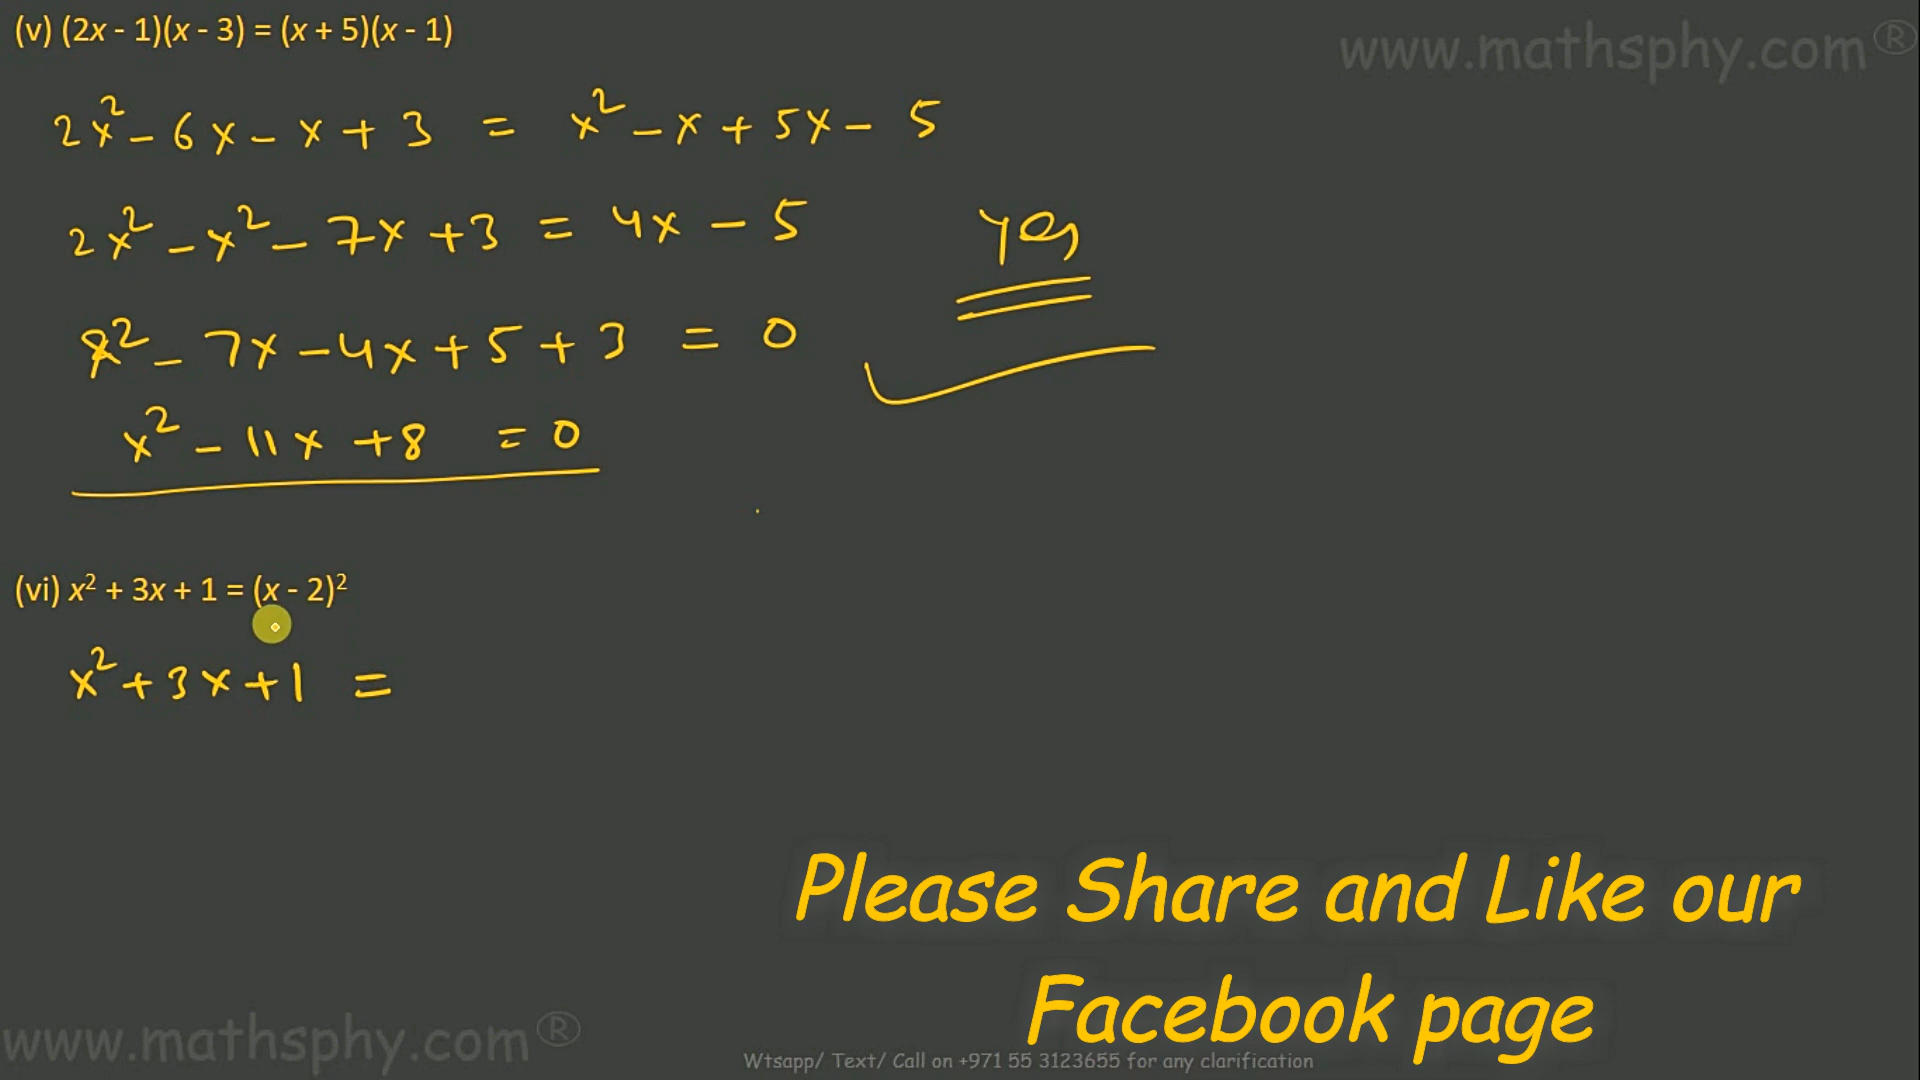 (v) (2x - 1)(x - 3) = (x + 5)(x - 1)
www.mathsphy.com®
2x² - 6x - x + 3 = x² - x + 5x - 5
2x² - x² - 7x + 3 = 4x - 5
yes
x² - 7x - 4x + 5 + 3 = 0
x² - 11x + 8 = 0
(vi) x² + 3x + 1 = (x - 2)²
x² + 3x + 1 =
Please Share and Like our
Facebook page
www.mathsphy.com®
Wtsapp/ Text/ Call on +971 55 3123655 for any clarification